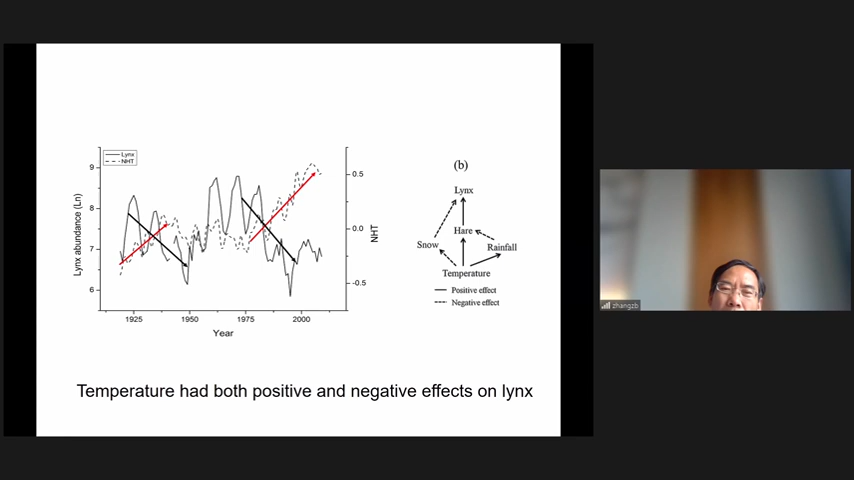 Lynx
NHT
9
8
7
6
0.5
0.0
-0.5
Lynx abundance (Ln)
NHT
1925
1950
1975
2000
Year
(b)
Lynx
Hare
Snow
Rainfall
Temperature
Positive effect
Negative effect
Temperature had both positive and negative effects on lynx
zhangzb